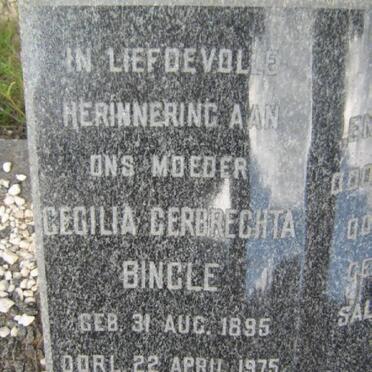 IN LIEFDEVOLLE
HERINNERING AAN
ONS MOEDER
CECILIA GERBRECHTA
BINGLE
GEB. 31 AUG. 1895
OORL. 22 APRIL 1975